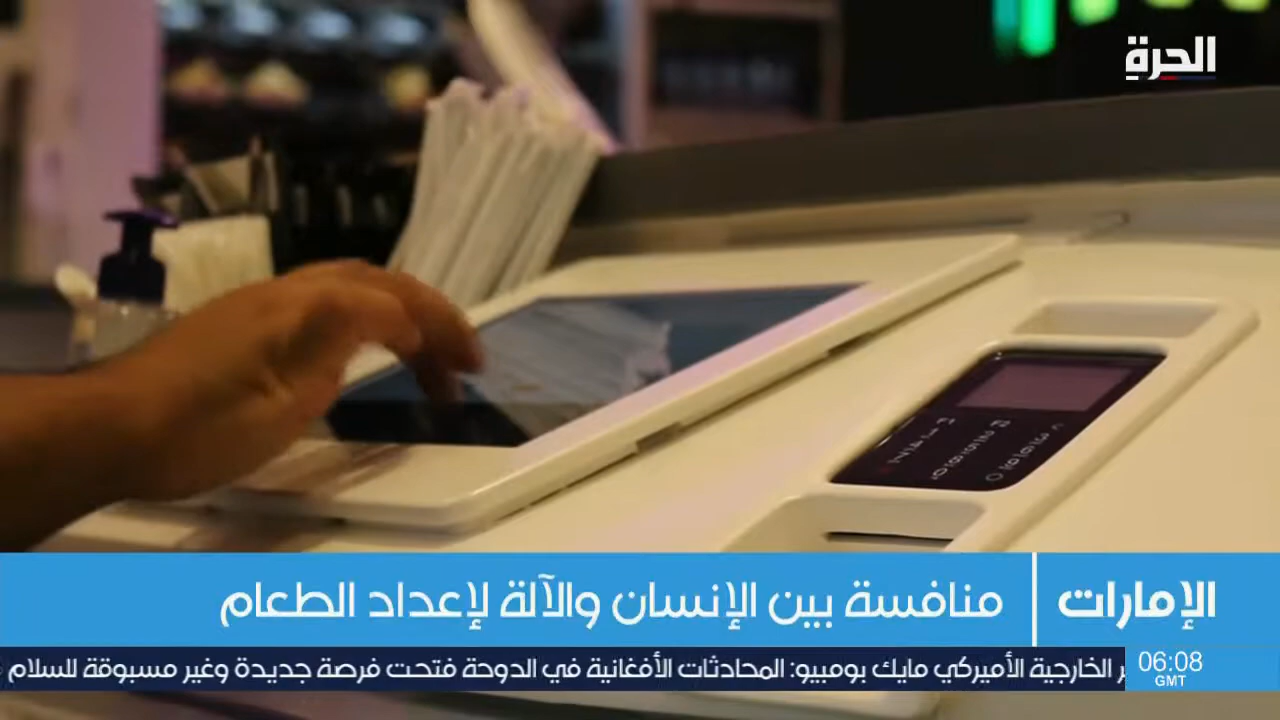 الحرة
الإمارات
منافسة بين الإنسان والآلة لإعداد الطعام
الخارجية الأميركي مايك بومبيو: المحادثات الأفغانية في الدوحة فتحت فرصة جديدة وغير مسبوقة للسلام
06:08
GMT